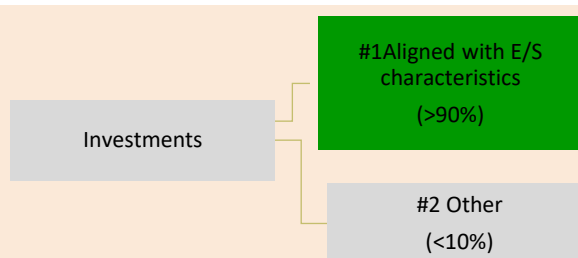 #1Aligned with E/S
characteristics
(>90%)
Investments
#2 Other
(<10%)